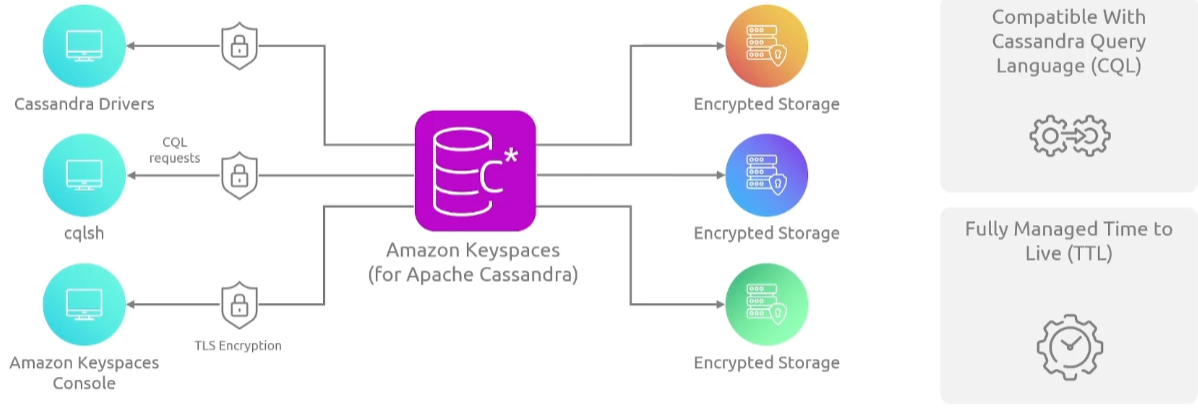 Cassandra Drivers
CQL
requests
cqlsh
TLS Encryption
Amazon Keyspaces
Console
C*
Amazon Keyspaces
(for Apache Cassandra)
Encrypted Storage
Encrypted Storage
Encrypted Storage
Compatible With
Cassandra Query
Language (CQL)
Fully Managed Time to
Live (TTL)